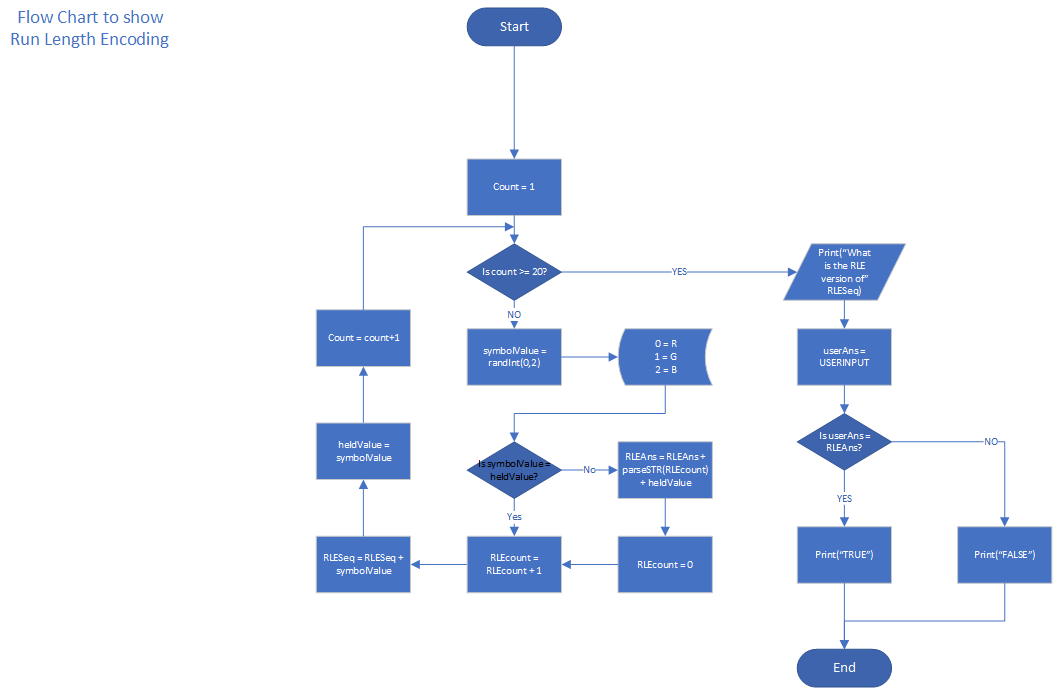 Flow Chart to show
Run Length Encoding
Start
Count = 1
Is count >= 20?
YES
NO
Print("What
is the RLE
version of"
RLESeq)
Count = count+1
symbolValue =
randInt(0,2)
0 = R
1 = G
2 = B
userAns =
USERINPUT
heldValue =
symbolValue
Is symbolValue =
heldValue?
No
Yes
RLEAns = RLEAns +
parseSTR(RLEcount)
+ heldValue
Is userAns =
RLEAns?
NO
YES
RLESeq = RLESeq +
symbolValue
RLEcount =
RLEcount + 1
RLEcount = 0
Print("TRUE")
Print("FALSE")
End